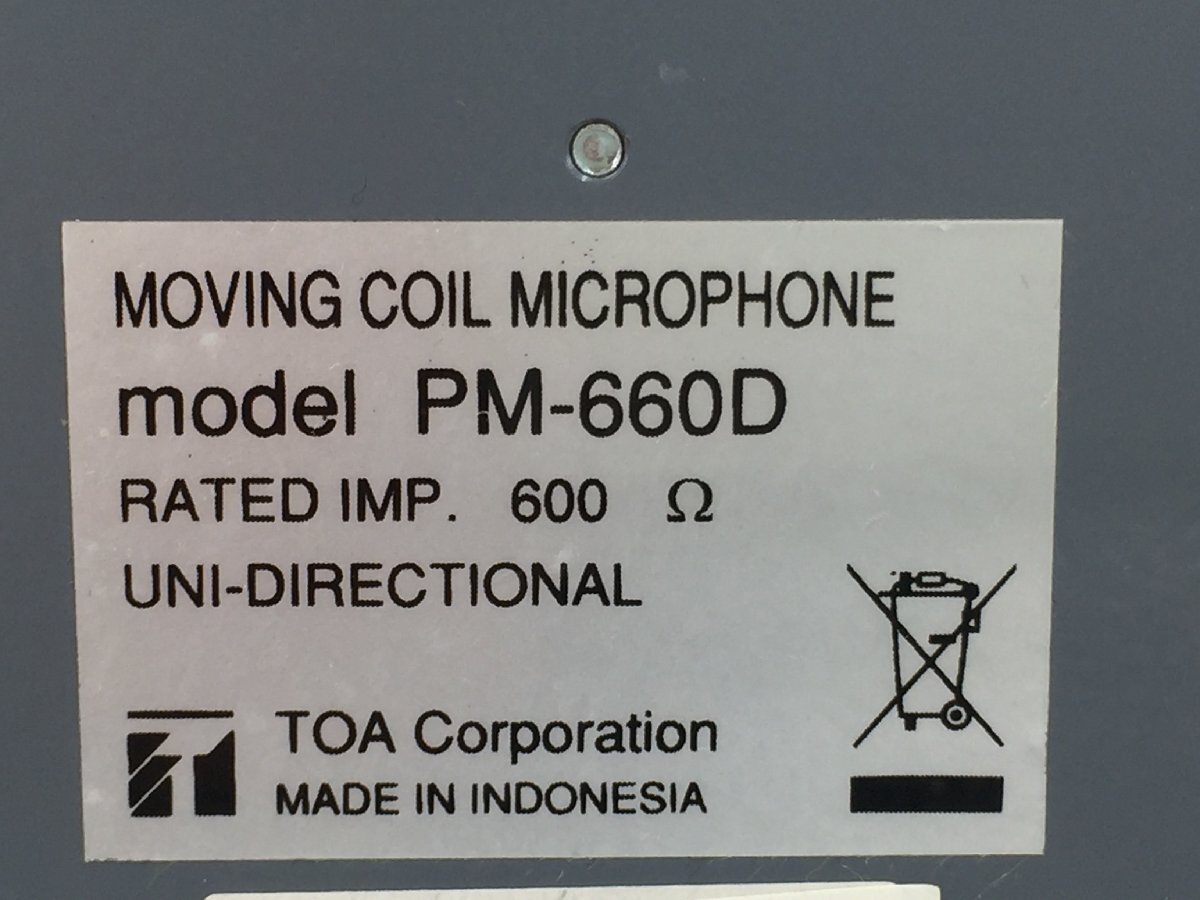 MOVING COIL MICROPHONE
model PM-660D
RATED IMP. 600 Ω
UNI-DIRECTIONAL
TOA Corporation
MADE IN INDONESIA